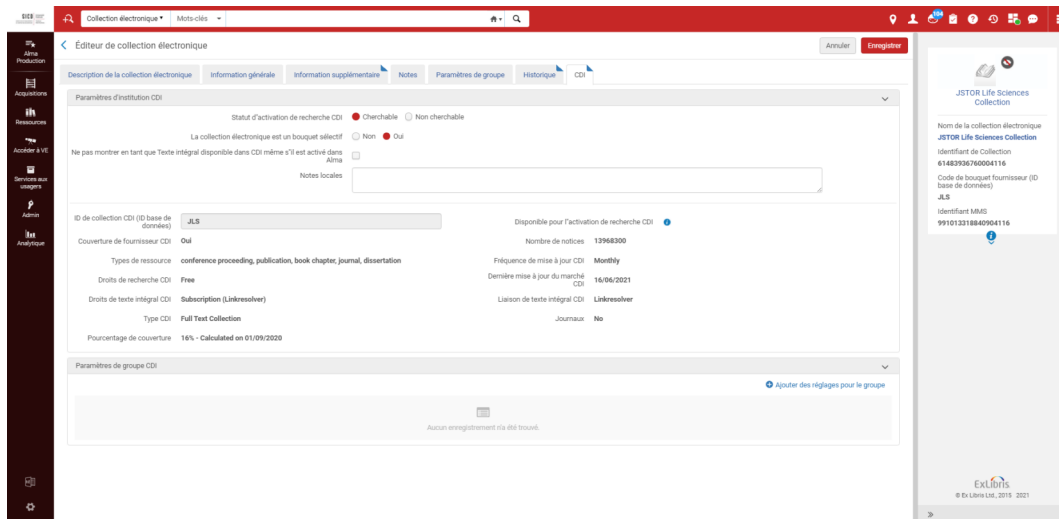 Collection électronique Mots-clés
104
Alma
Production
Acquisitions
Ressources
Accéder à VE
Services aux
usagers
Admin
Analytique
Éditeur de collection électronique
Annuler Enregistrer
Description de la collection électronique Information générale Information supplémentaire Notes Paramètres de groupe Historique CDI
Paramètres d'institution CDI
Statut d"activation de recherche CDI Cherchable Non cherchable
La collection électronique est un bouquet sélectif Non Oui
Ne pas montrer en tant que Texte intégral disponible dans CDI même s"il est activé dans
Alma
Notes locales
ID de collection CDI (ID base de
données) JLS Disponible pour l"activation de recherche CDI
Couverture de fournisseur CDI Oui Nombre de notices 13968300
Types de ressource conference proceeding, publication, book chapter, journal, dissertation Fréquence de mise à jour CDI Monthly
Droits de recherche CDI Free Dernière mise à jour du marché
CDI 16/06/2021
Droits de texte intégral CDI Subscription (Linkresolver) Liaison de texte intégral CDI Linkresolver
Type CDI Full Text Collection Journaux No
Pourcentage de couverture 16% - Calculated on 01/09/2020
Paramètres de groupe CDI
Ajouter des réglages pour le groupe
Aucun enregistrement n'a été trouvé.
JSTOR Life Sciences
Collection
Nom de la collection électronique
JSTOR Life Sciences Collection
Identifiant de Collection
61483936760004116
Code de bouquet fournisseur (ID
base de données)
JLS
Identifiant MMS
991013318840904116
ExLibris
© Ex Libris Ltd., 2015 2021